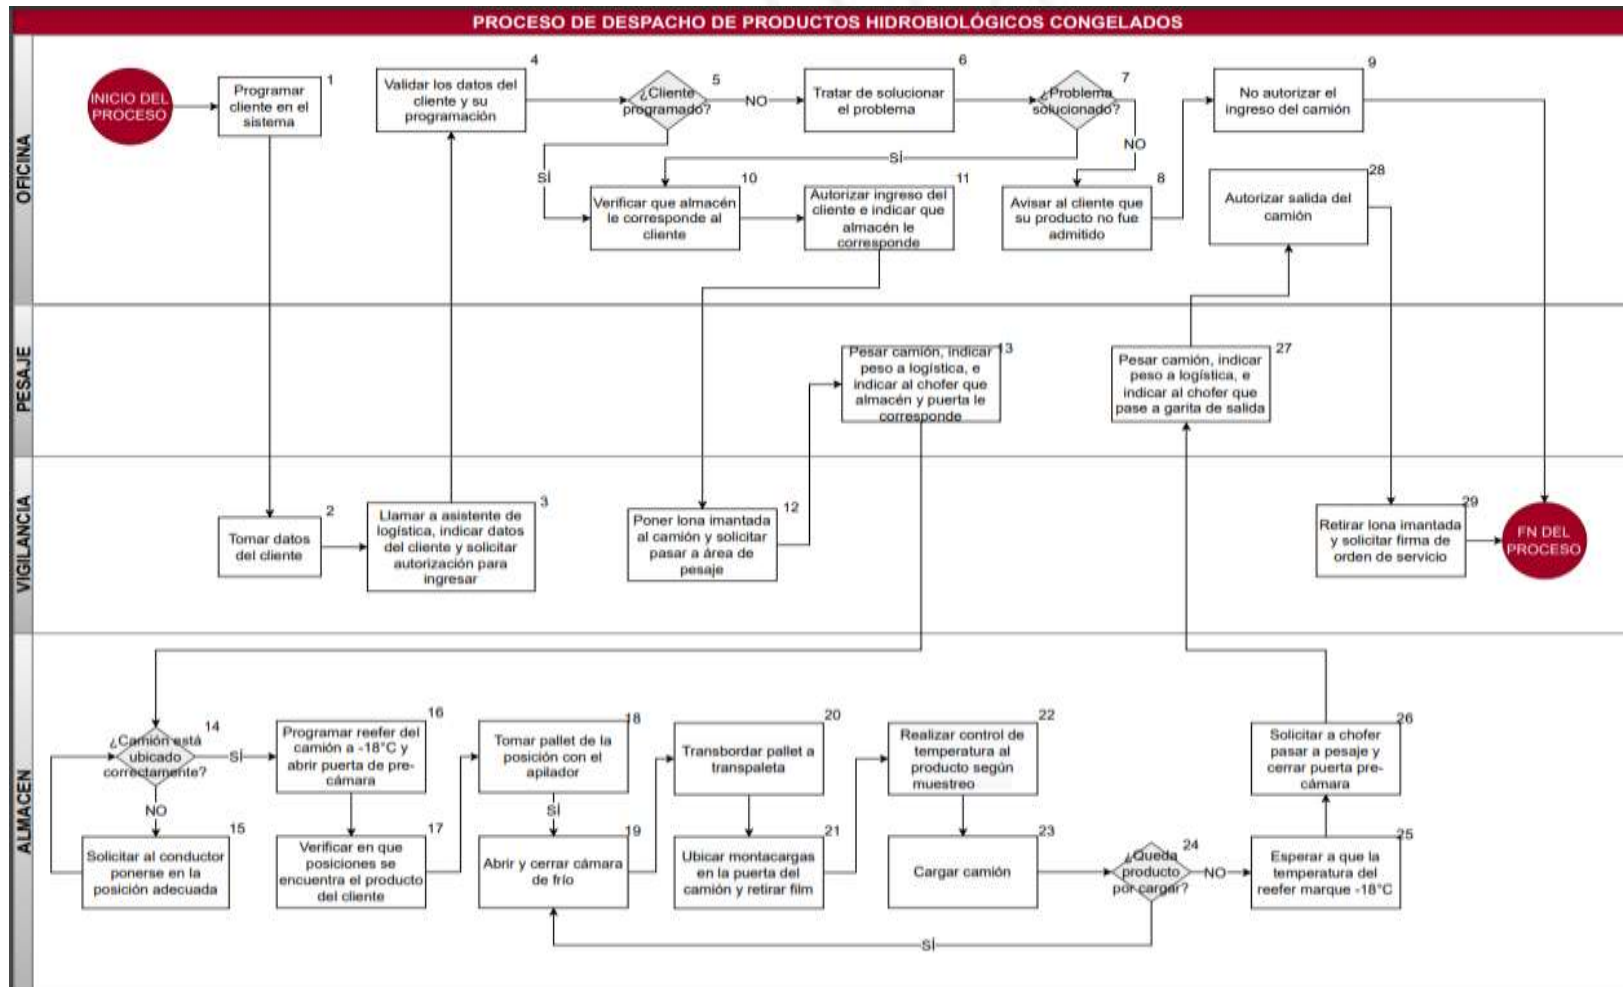 PROCESO DE DESPACHO DE PRODUCTOS HIDROBIOLÓGICOS CONGELADOS
OFICINA
INICIO DEL
PROCESO
1
Programar
cliente en el
sistema
4
Validar los datos del
cliente y su
programación
5
¿Cliente
programado?
NO
SÍ
6
Tratar de solucionar
el problema
7
¿Problema
solucionado?
NO
SÍ
9
No autorizar el
ingreso del camión
10
Verificar que almacén
le corresponde al
cliente
11
Autorizar ingreso del
cliente e indicar que
almacén le
corresponde
8
Avisar al cliente que
su producto no fue
admitido
28
Autorizar salida del
camión
PESAJE
13
Pesar camión, indicar
peso a logística, e
indicar al chofer que
almacén y puerta le
corresponde
27
Pesar camión, indicar
peso a logística, e
indicar al chofer que
pase a garita de salida
VIGILANCIA
2
Tomar datos
del cliente
3
Llamar a asistente de
logística, indicar datos
del cliente y solicitar
autorización para
ingresar
12
Poner lona imantada
al camión y solicitar
pasar a área de
pesaje
29
Retirar lona imantada
y solicitar firma de
orden de servicio
FN DEL
PROCESO
ALMACEN
14
¿Camión está
ubicado
correctamente?
SÍ
NO
15
Solicitar al conductor
ponerse en la
posición adecuada
16
Programar reefer del
camión a -18°C y
abrir puerta de pre-
cámara
17
Verificar en que
posiciones se
encuentra el producto
del cliente
18
Tomar pallet de la
posición con el
apilador
SÍ
19
Abrir y cerrar cámara
de frío
20
Transbordar pallet a
transpaleta
21
Ubicar montacargas
en la puerta del
camión y retirar film
22
Realizar control de
temperatura al
producto según
muestreo
23
Cargar camión
24
¿Queda
producto
por cargar?
NO
SÍ
25
Esperar a que la
temperatura del
reefer marque -18°C
26
Solicitar a chofer
pasar a pesaje y
cerrar puerta pre-
cámara